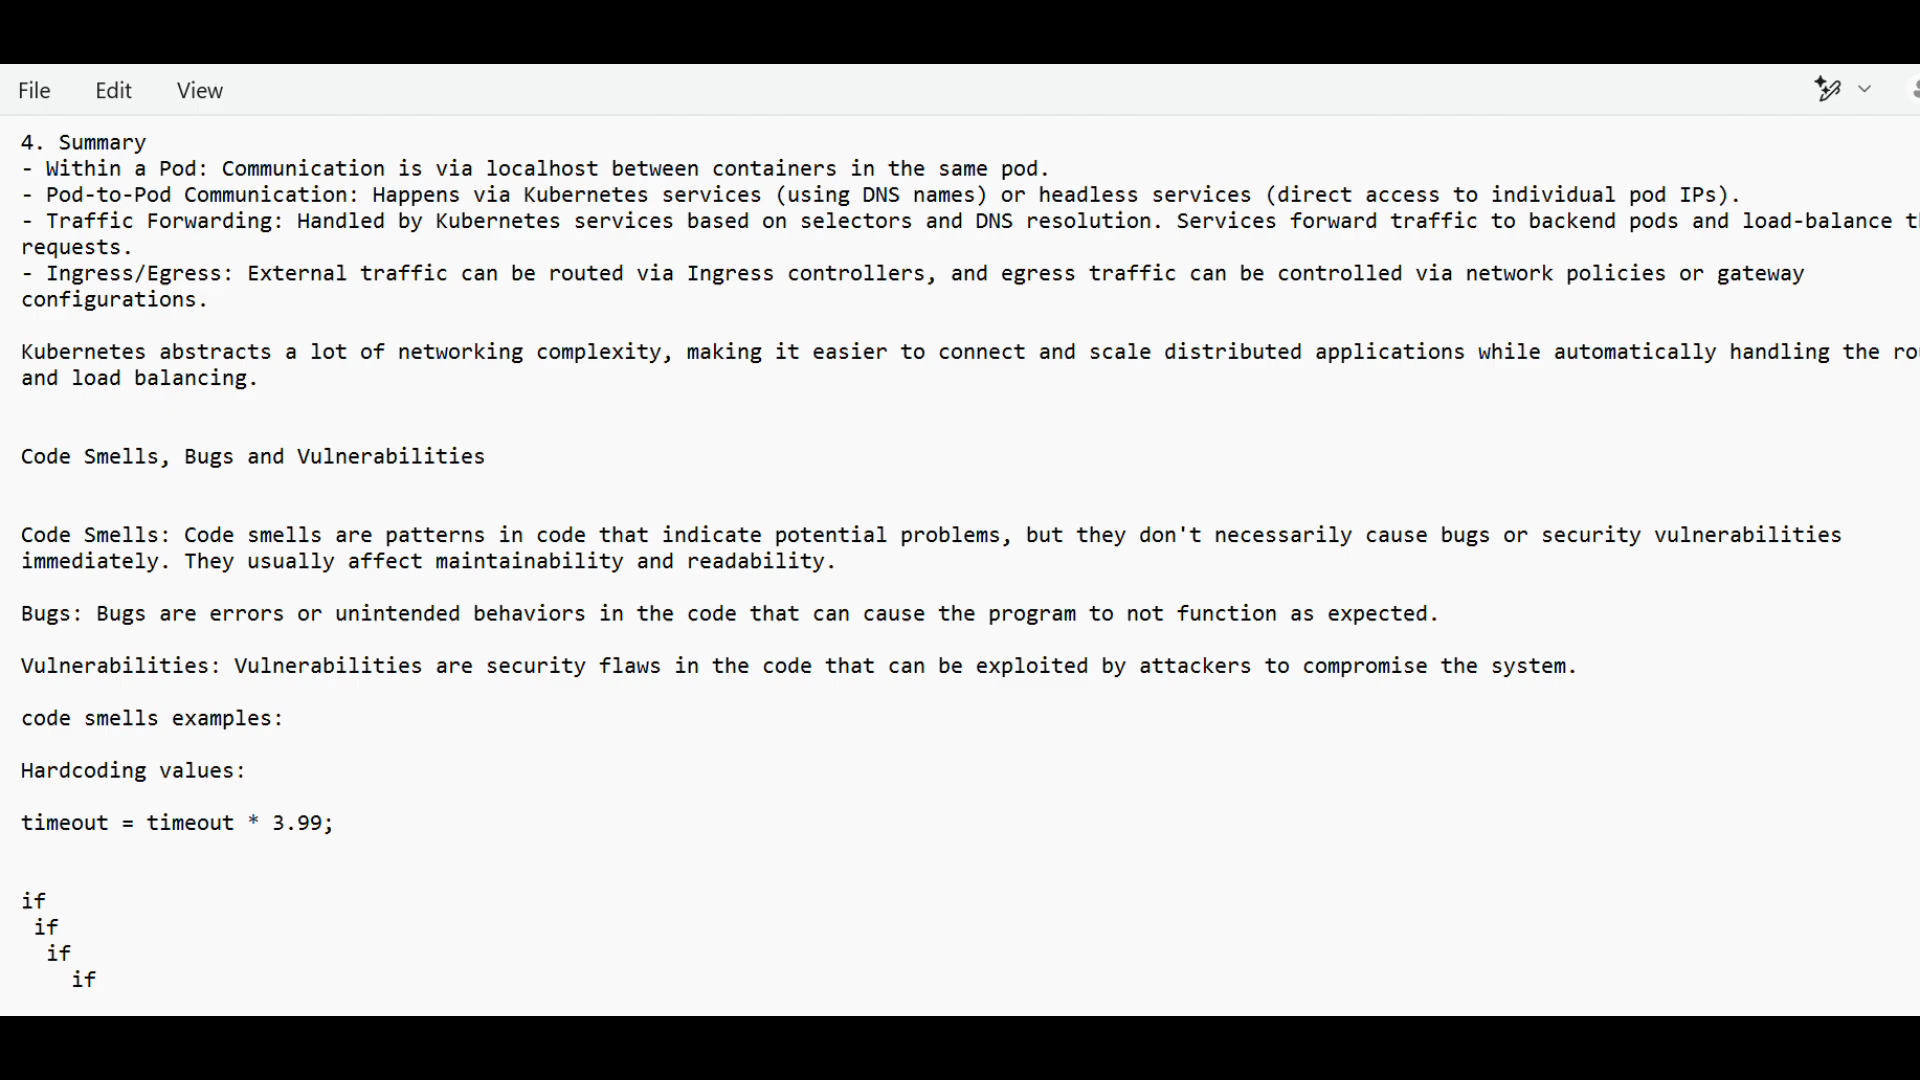 File Edit View
4. Summary
- Within a Pod: Communication is via localhost between containers in the same pod.
- Pod-to-Pod Communication: Happens via Kubernetes services (using DNS names) or headless services (direct access to individual pod IPs).
- Traffic Forwarding: Handled by Kubernetes services based on selectors and DNS resolution. Services forward traffic to backend pods and load-balance
requests.
- Ingress/Egress: External traffic can be routed via Ingress controllers, and egress traffic can be controlled via network policies or gateway
configurations.
Kubernetes abstracts a lot of networking complexity, making it easier to connect and scale distributed applications while automatically handling the
and load balancing.
Code Smells, Bugs and Vulnerabilities
Code Smells: Code smells are patterns in code that indicate potential problems, but they don't necessarily cause bugs or security vulnerabilities
immediately. They usually affect maintainability and readability.
Bugs: Bugs are errors or unintended behaviors in the code that can cause the program to not function as expected.
Vulnerabilities: Vulnerabilities are security flaws in the code that can be exploited by attackers to compromise the system.
code smells examples:
Hardcoding values:
timeout = timeout * 3.99;
if
if
if
if